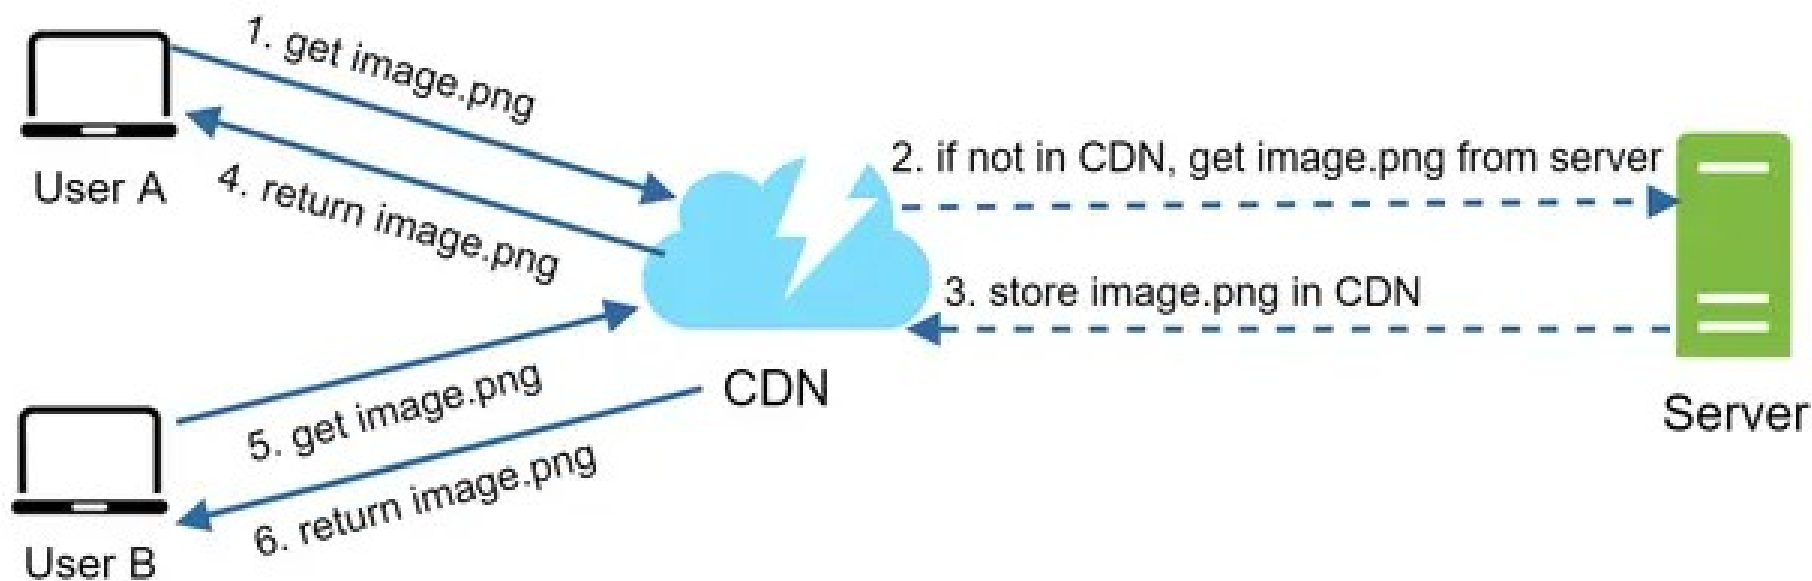 1. get image.png
User A
4. return image.png
2. if not in CDN, get image.png from server
3. store image.png in CDN
CDN
Server
5. get image.png
6. return image.png
User B